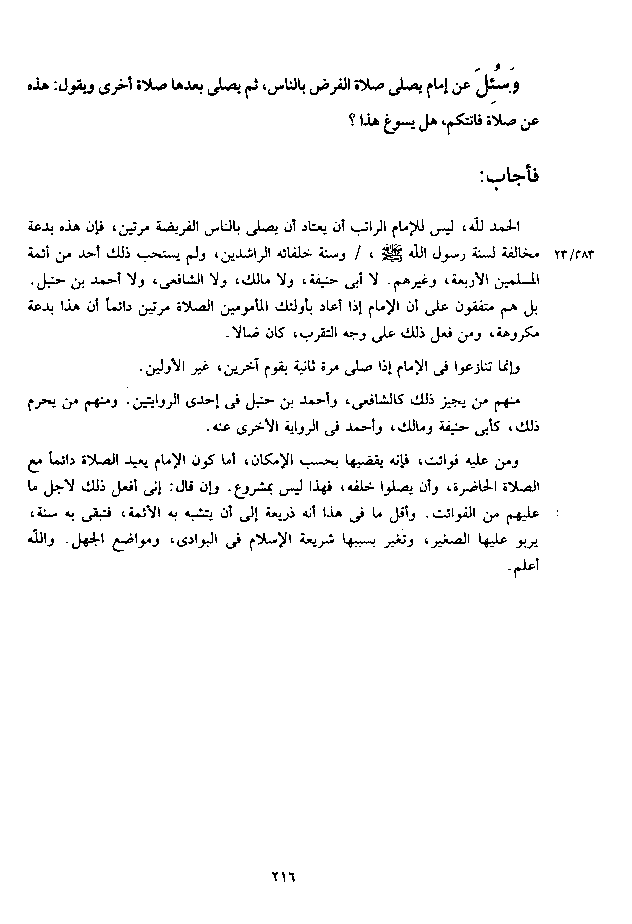 وَسُئِلَ عن إمام يصلى صلاة الفرض بالناس، ثم يصلى بعدها صلاة أخرى ويقول: هذه
عن صلاة فاتتكم، هل يسوغ هذا ؟
فأجاب:
الحمد لله، ليس للإمام الراتب أن يعتاد أن يصلى بالناس الفريضة مرتين، فإن هذه بدعة
٢٣/٣٨٣ مخالفة لسنة رسول الله ﷺ ، / وسنة خلفائه الراشدين، ولم يستحب ذلك أحد من أئمة
المسلمين الأربعة، وغيرهم. لا أبى حنيفة، ولا مالك، ولا الشافعى، ولا أحمد بن حنبل.
بل هم متفقون على أن الإمام إذا أعاد بأولئك المأمومين الصلاة مرتين دائماً أن هذا بدعة
مكروهة، ومن فعل ذلك على وجه التقرب، كان ضالا.
وإنما تنازعوا فى الإمام إذا صلى مرة ثانية بقوم آخرين، غير الأولين.
منهم من يجيز ذلك كالشافعى، وأحمد بن حنبل فى إحدى الروايتين. ومنهم من يحرم
ذلك، كأبى حنيفة ومالك، وأحمد فى الرواية الأخرى عنه.
ومن عليه فوائت، فإنه يقضيها بحسب الإمكان، أما كون الإمام يعيد الصلاة دائماً مع
الصلاة الحاضرة، وأن يصلوا خلفه، فهذا ليس بمشروع. وإن قال: إنى أفعل ذلك لأجل ما
عليهم من الفوائت. وأقل ما فى هذا أنه ذريعة إلى أن يتشبه به الأئمة، فتبقى به سنة،
يربو عليها الصغير، وتغير بسببها شريعة الإسلام فى البوادى، ومواضع الجهل. والله
أعلم.
٢١٦